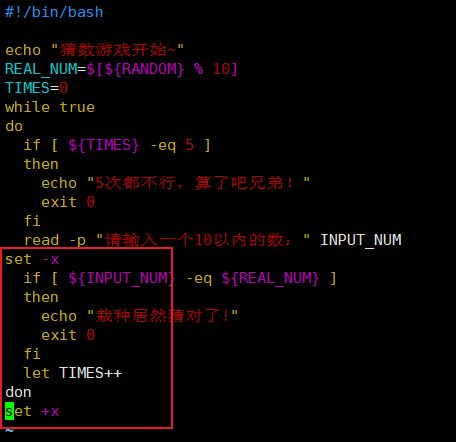 #!/bin/bash
echo "猜数游戏开始~"
REAL_NUM=$[${RANDOM} % 10]
TIMES=0
while true
do
if [ ${TIMES} -eq 5 ]
then
echo "5次都不行，算了吧兄弟！"
exit 0
fi
read -p "请输入一个10以内的数：" INPUT_NUM
set -x
if [ ${INPUT_NUM} -eq ${REAL_NUM} ]
then
echo "栽种居然猜对了!"
exit 0
fi
let TIMES++
don
set +x
~